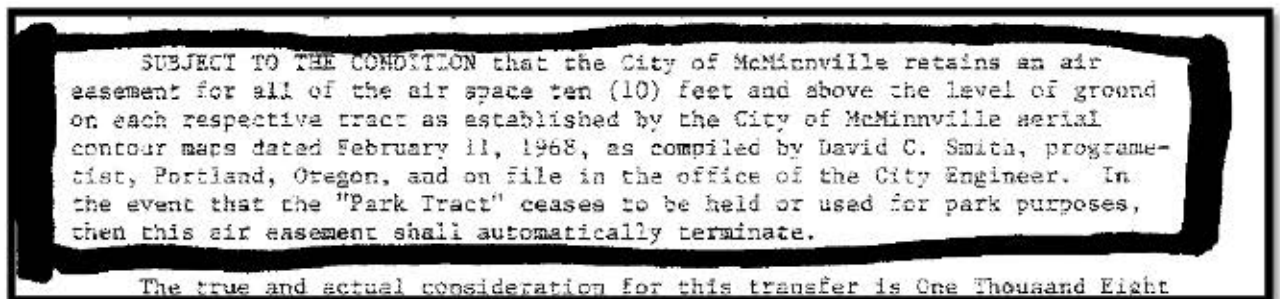 SUBJECT TO THE CONDITION that the City of McMinnville retains an air
easement for all of the air space ten (10) feet and above the level of ground
on each respective tract as established by the City of McMinnville aerial
contour maps dated February 11, 1968, as compiled by David C. Smith, programe-
tist, Portland, Oregon, and on file in the office of the City Engineer. In
the event that the "Park Tract" ceases to be held or used for park purposes,
then this air easement shall automatically terminate.
The true and actual consideration for this transfer is One Thousand Eight